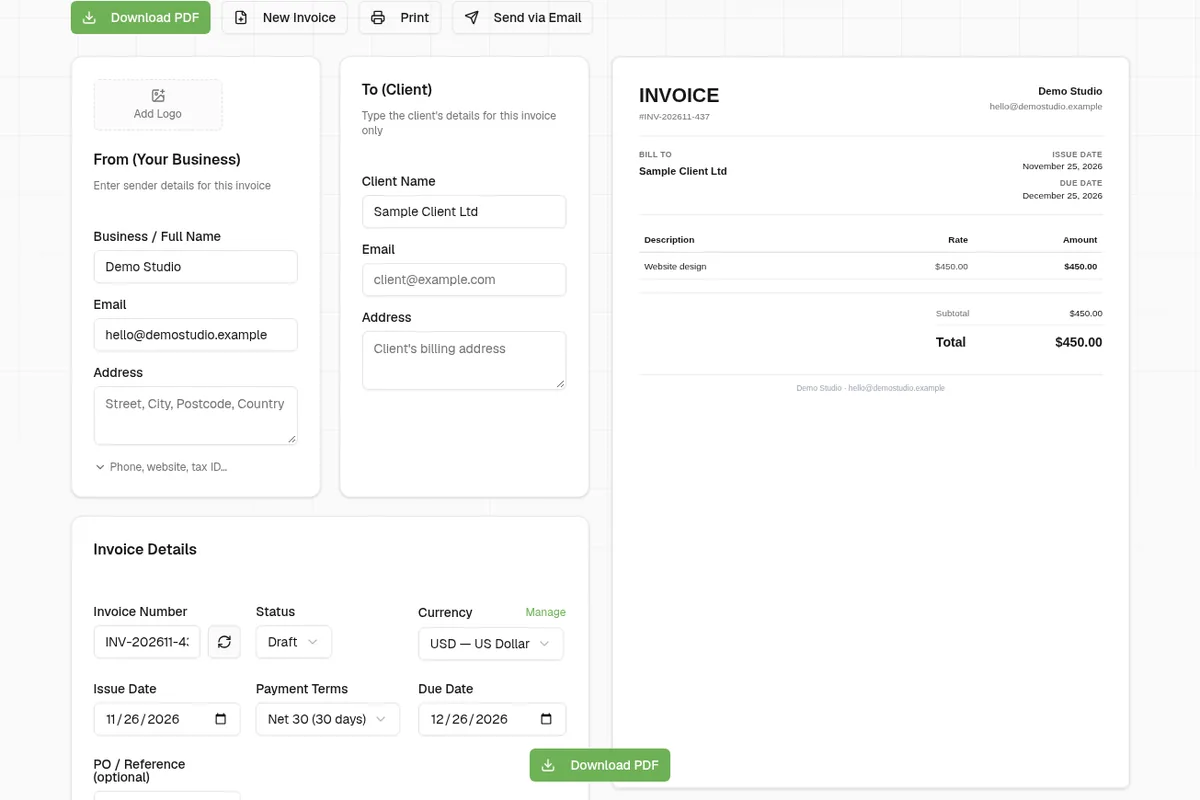 Download PDF
New Invoice
Print
Send via Email
Add Logo
From (Your Business)
Enter sender details for this invoice
Business / Full Name
Demo Studio
Email
hello@demostudio.example
Address
Street, City, Postcode, Country
Phone, website, tax ID...
To (Client)
Type the client's details for this invoice
only
Client Name
Sample Client Ltd
Email
client@example.com
Address
Client's billing address
Invoice Details
Invoice Number
INV-202611-43
Status
Draft
Currency
Manage
USD — US Dollar
Issue Date
11/26/2026
Payment Terms
Net 30 (30 days)
Due Date
12/26/2026
PO / Reference
(optional)
INVOICE
#INV-202611-437
Demo Studio
hello@demostudio.example
BILL TO
Sample Client Ltd
ISSUE DATE
November 25, 2026
DUE DATE
December 25, 2026
Description Rate Amount
Website design $450.00 $450.00
Subtotal $450.00
Total $450.00
Demo Studio - hello@demostudio.example
Download PDF